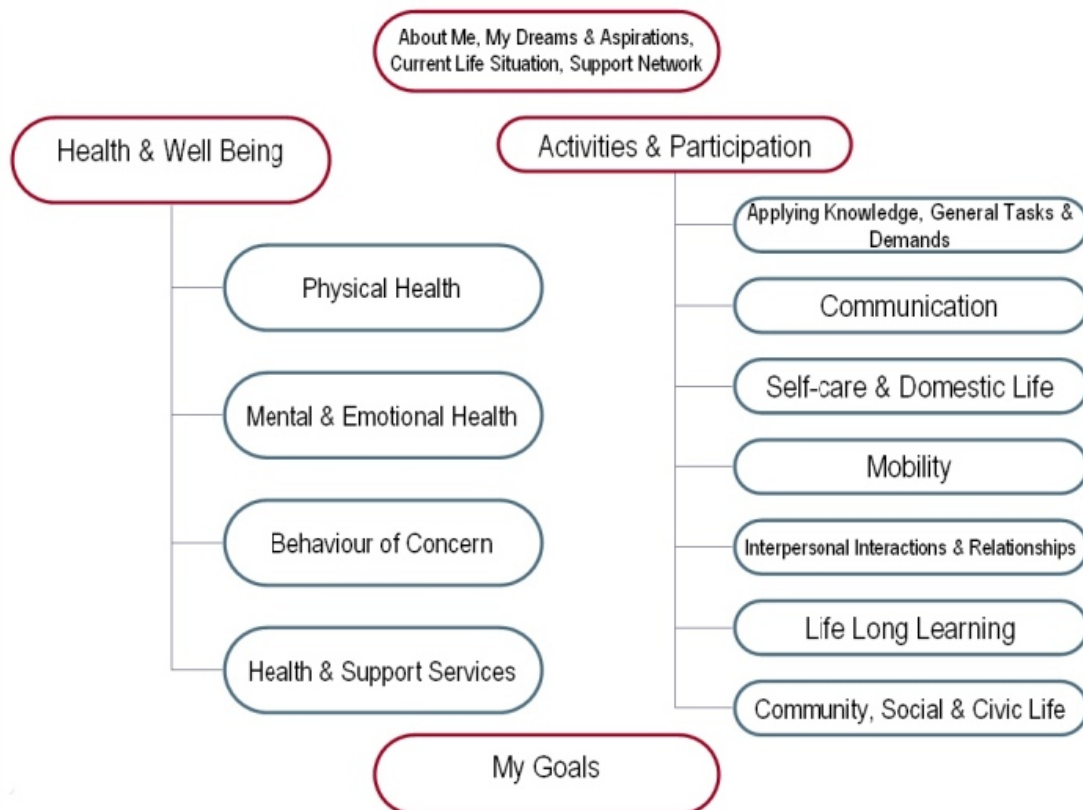 About Me, My Dreams & Aspirations,
Current Life Situation, Support Network
Health & Well Being
Physical Health
Mental & Emotional Health
Behaviour of Concern
Health & Support Services
Activities & Participation
Applying Knowledge, General Tasks &
Demands
Communication
Self-care & Domestic Life
Mobility
Interpersonal Interactions & Relationships
Life Long Learning
Community, Social & Civic Life
My Goals